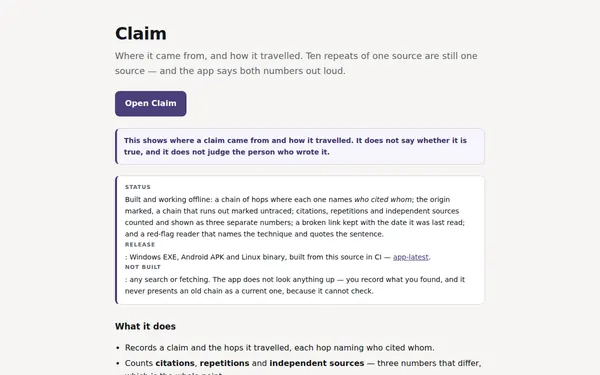 Claim
Where it came from, and how it travelled. Ten repeats of one source are still one
source — and the app says both numbers out loud.
Open Claim
This shows where a claim came from and how it travelled. It does not say whether it is
true, and it does not judge the person who wrote it.
STATUS
Built and working offline: a chain of hops where each one names who cited whom; the origin
marked, a chain that runs out marked untraced; citations, repetitions and independent sources
counted and shown as three separate numbers; a broken link kept with the date it was last read;
and a red-flag reader that names the technique and quotes the sentence.
RELEASE
: Windows EXE, Android APK and Linux binary, built from this source in CI — app-latest.
NOT BUILT
: any search or fetching. The app does not look anything up — you record what you found, and it
never presents an old chain as a current one, because it cannot check.
What it does
• Records a claim and the hops it travelled, each hop naming who cited whom.
• Counts citations, repetitions and independent sources — three numbers that differ,
which is the whole point.